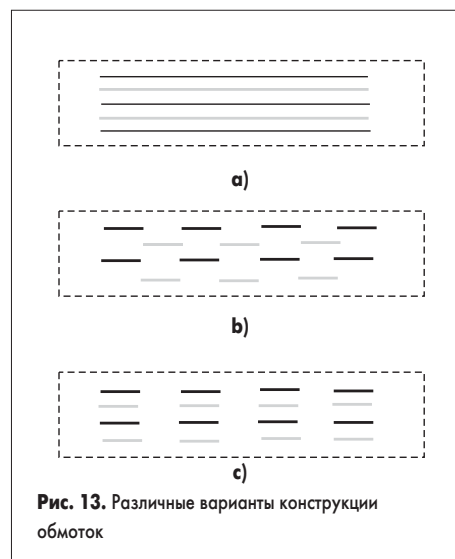 a)
b)
c)
Рис. 13. Различные варианты конструкции
обмоток